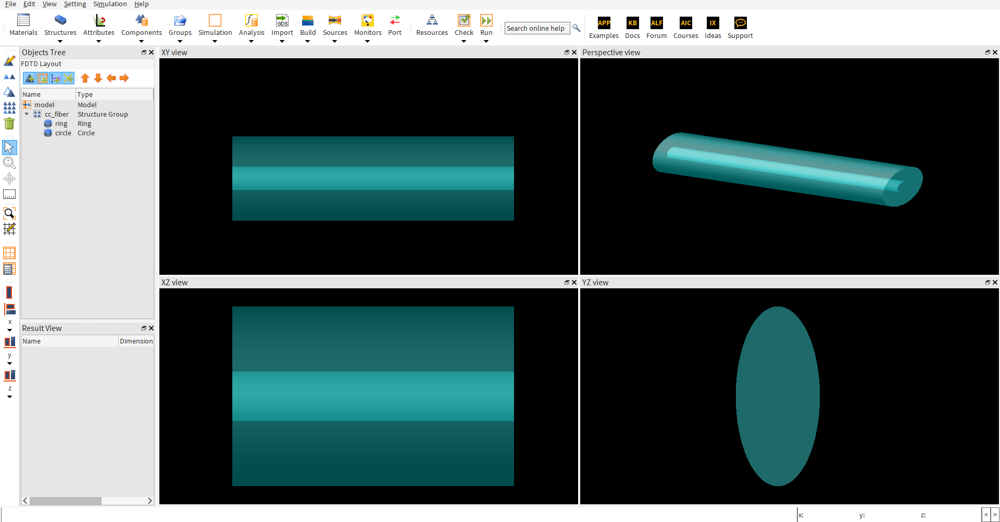 File Edit View Setting Simulation Help
Materials Structures Attributes Components Groups Simulation Analysis Import Build Sources Monitors Port Resources Check Run
GDS
Search online help
APP KB ALF AIC IX
Examples Docs Forum Courses Ideas Support
Objects Tree
FDTD Layout
Name Type
model Model
cc_fiber Structure Group
ring Ring
circle Circle
Result View
Name Dimension
x
y
z
XY view
Perspective view
XZ view
YZ view
x: y: z: < >